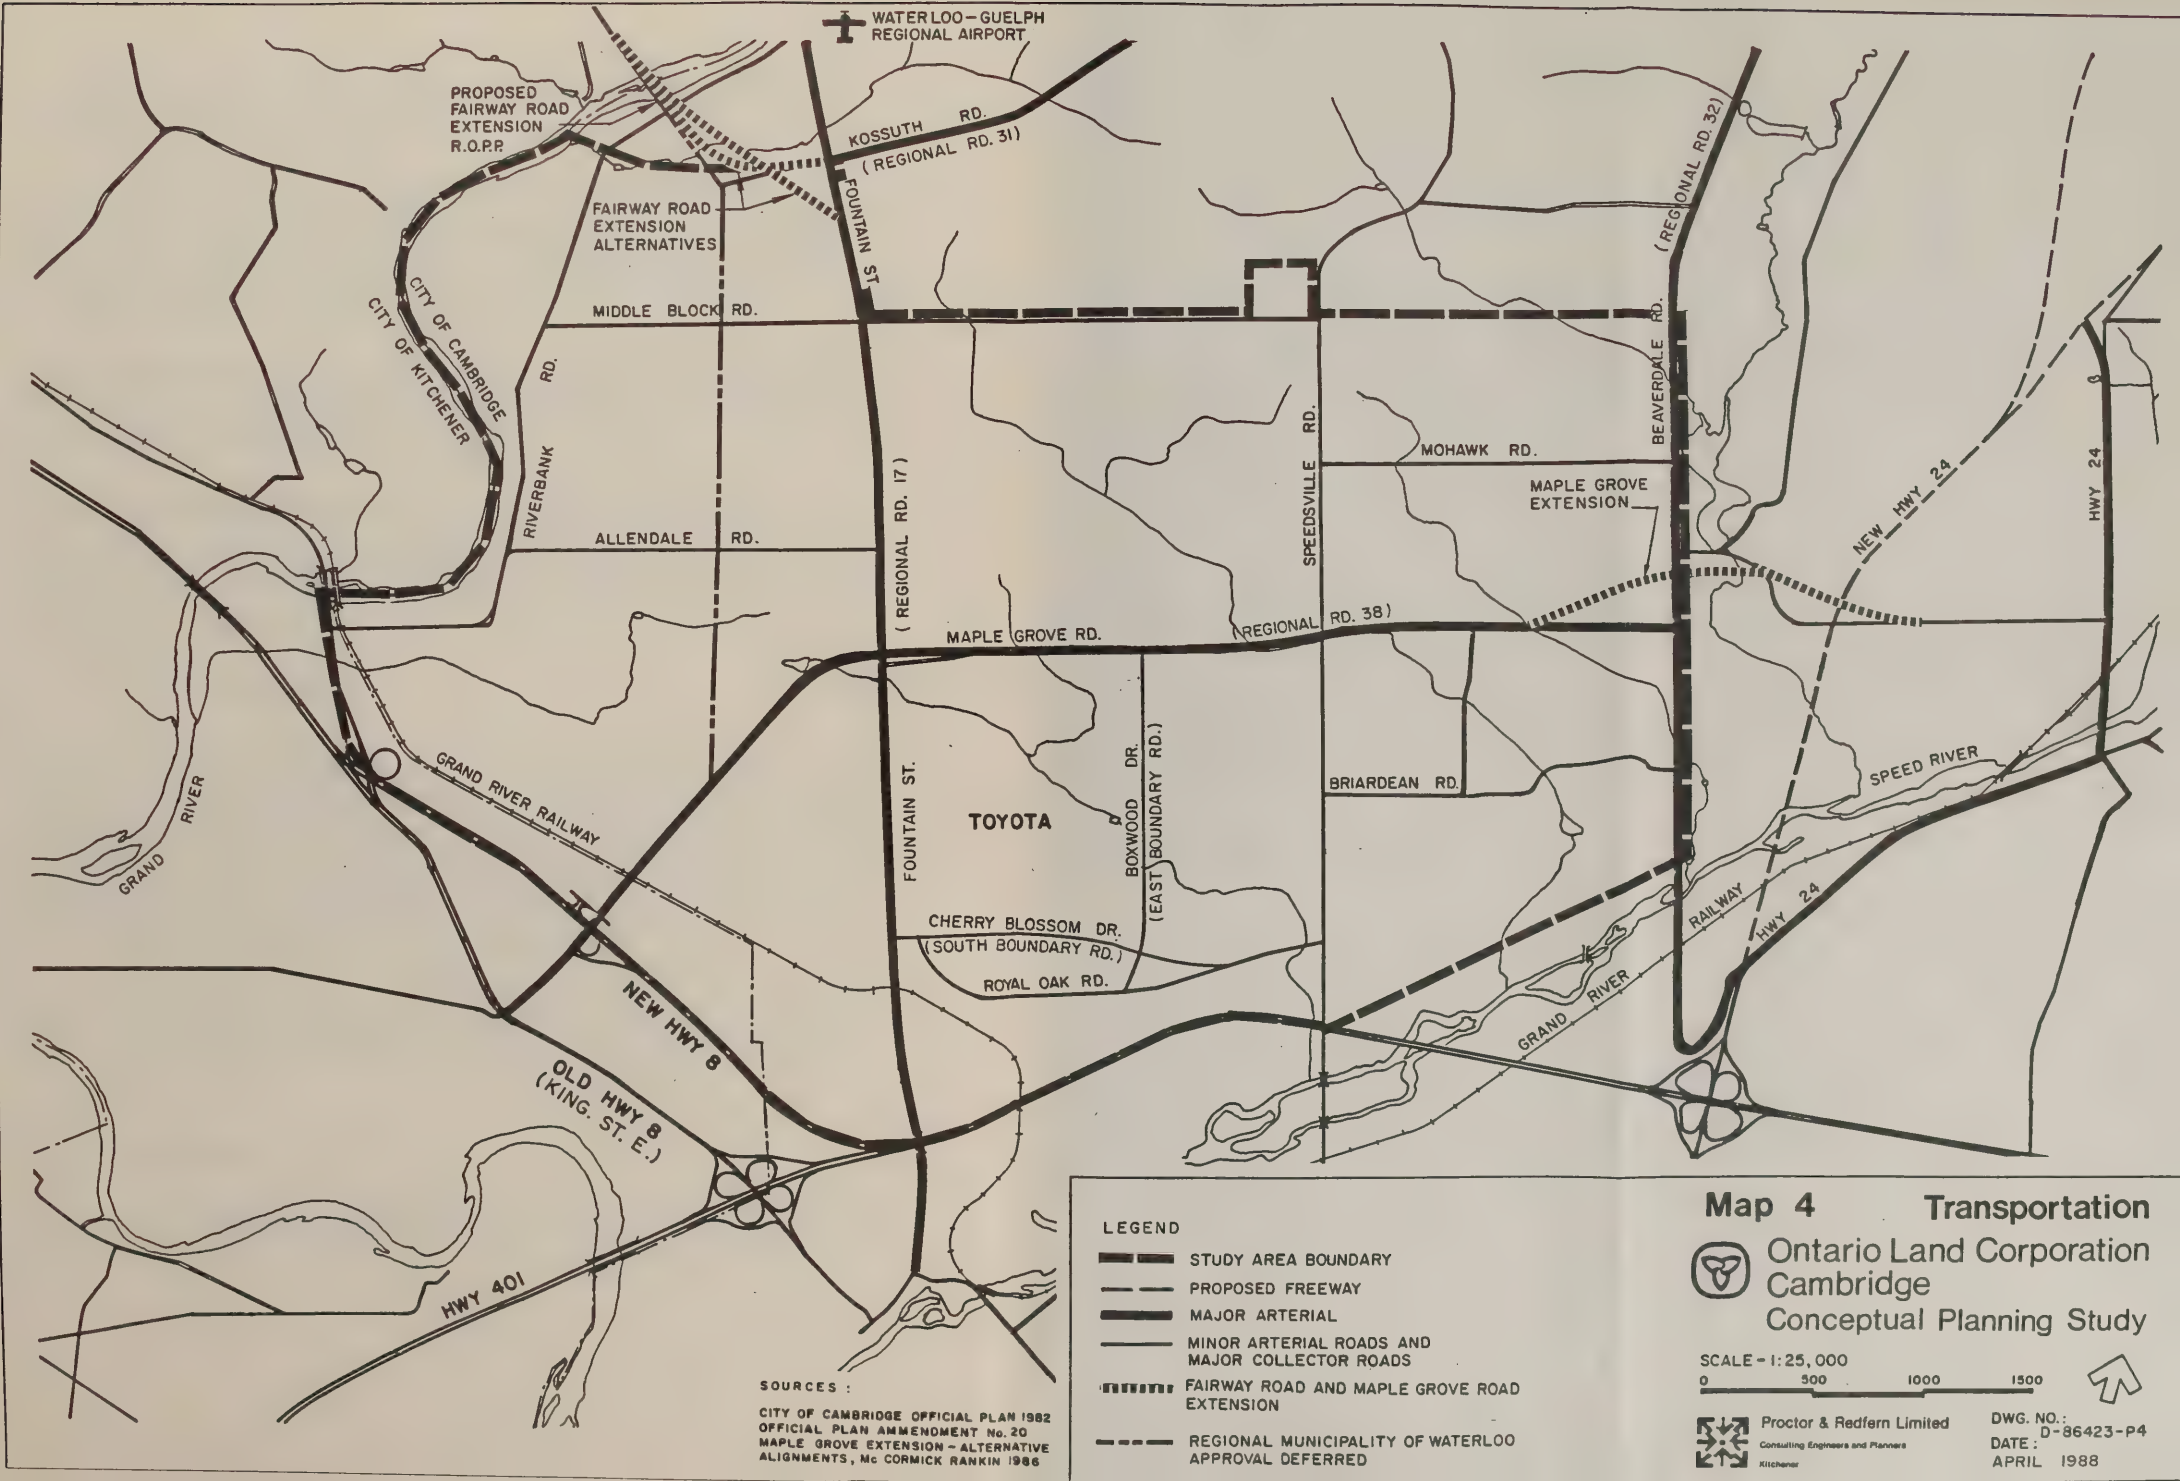 WATERLOO-GUELPH
REGIONAL AIRPORT
PROPOSED
FAIRWAY ROAD
EXTENSION
R.O.P.P.
KOSSUTH RD.
(REGIONAL RD. 31)
(REGIONAL RD. 32)
FAIRWAY ROAD
EXTENSION
ALTERNATIVES
FOUNTAIN ST.
CITY OF CAMBRIDGE
CITY OF KITCHENER
MIDDLE BLOCK RD.
BEAVERDALE RD.
RIVERBANK RD.
SPEEDSVILLE RD.
MOHAWK RD.
HWY 24
MAPLE GROVE
EXTENSION
NEW HWY 24
(REGIONAL RD. 17)
ALLENDALE RD.
MAPLE GROVE RD.
(REGIONAL RD. 38)
GRAND RIVER
GRAND RIVER RAILWAY
FOUNTAIN ST.
TOYOTA
BOXWOOD DR.
(EAST BOUNDARY RD.)
BRIARDEAN RD.
SPEED RIVER
CHERRY BLOSSOM DR.
(SOUTH BOUNDARY RD.)
ROYAL OAK RD.
GRAND RIVER RAILWAY
HWY 24
NEW HWY 8
OLD HWY 8
(KING. ST. E.)
HWY 401
LEGEND
STUDY AREA BOUNDARY
PROPOSED FREEWAY
MAJOR ARTERIAL
MINOR ARTERIAL ROADS AND
MAJOR COLLECTOR ROADS
FAIRWAY ROAD AND MAPLE GROVE ROAD
EXTENSION
REGIONAL MUNICIPALITY OF WATERLOO
APPROVAL DEFERRED
SOURCES :
CITY OF CAMBRIDGE OFFICIAL PLAN 1982
OFFICIAL PLAN AMMENDMENT No. 20
MAPLE GROVE EXTENSION - ALTERNATIVE
ALIGNMENTS, Mc CORMICK RANKIN 1986
Map 4 Transportation
Ontario Land Corporation
Cambridge
Conceptual Planning Study
SCALE - 1:25,000
0 500 1000 1500
Proctor & Redfern Limited
Consulting Engineers and Planners
Kitchener
DWG. NO.:
D-86423-P4
DATE :
APRIL 1988